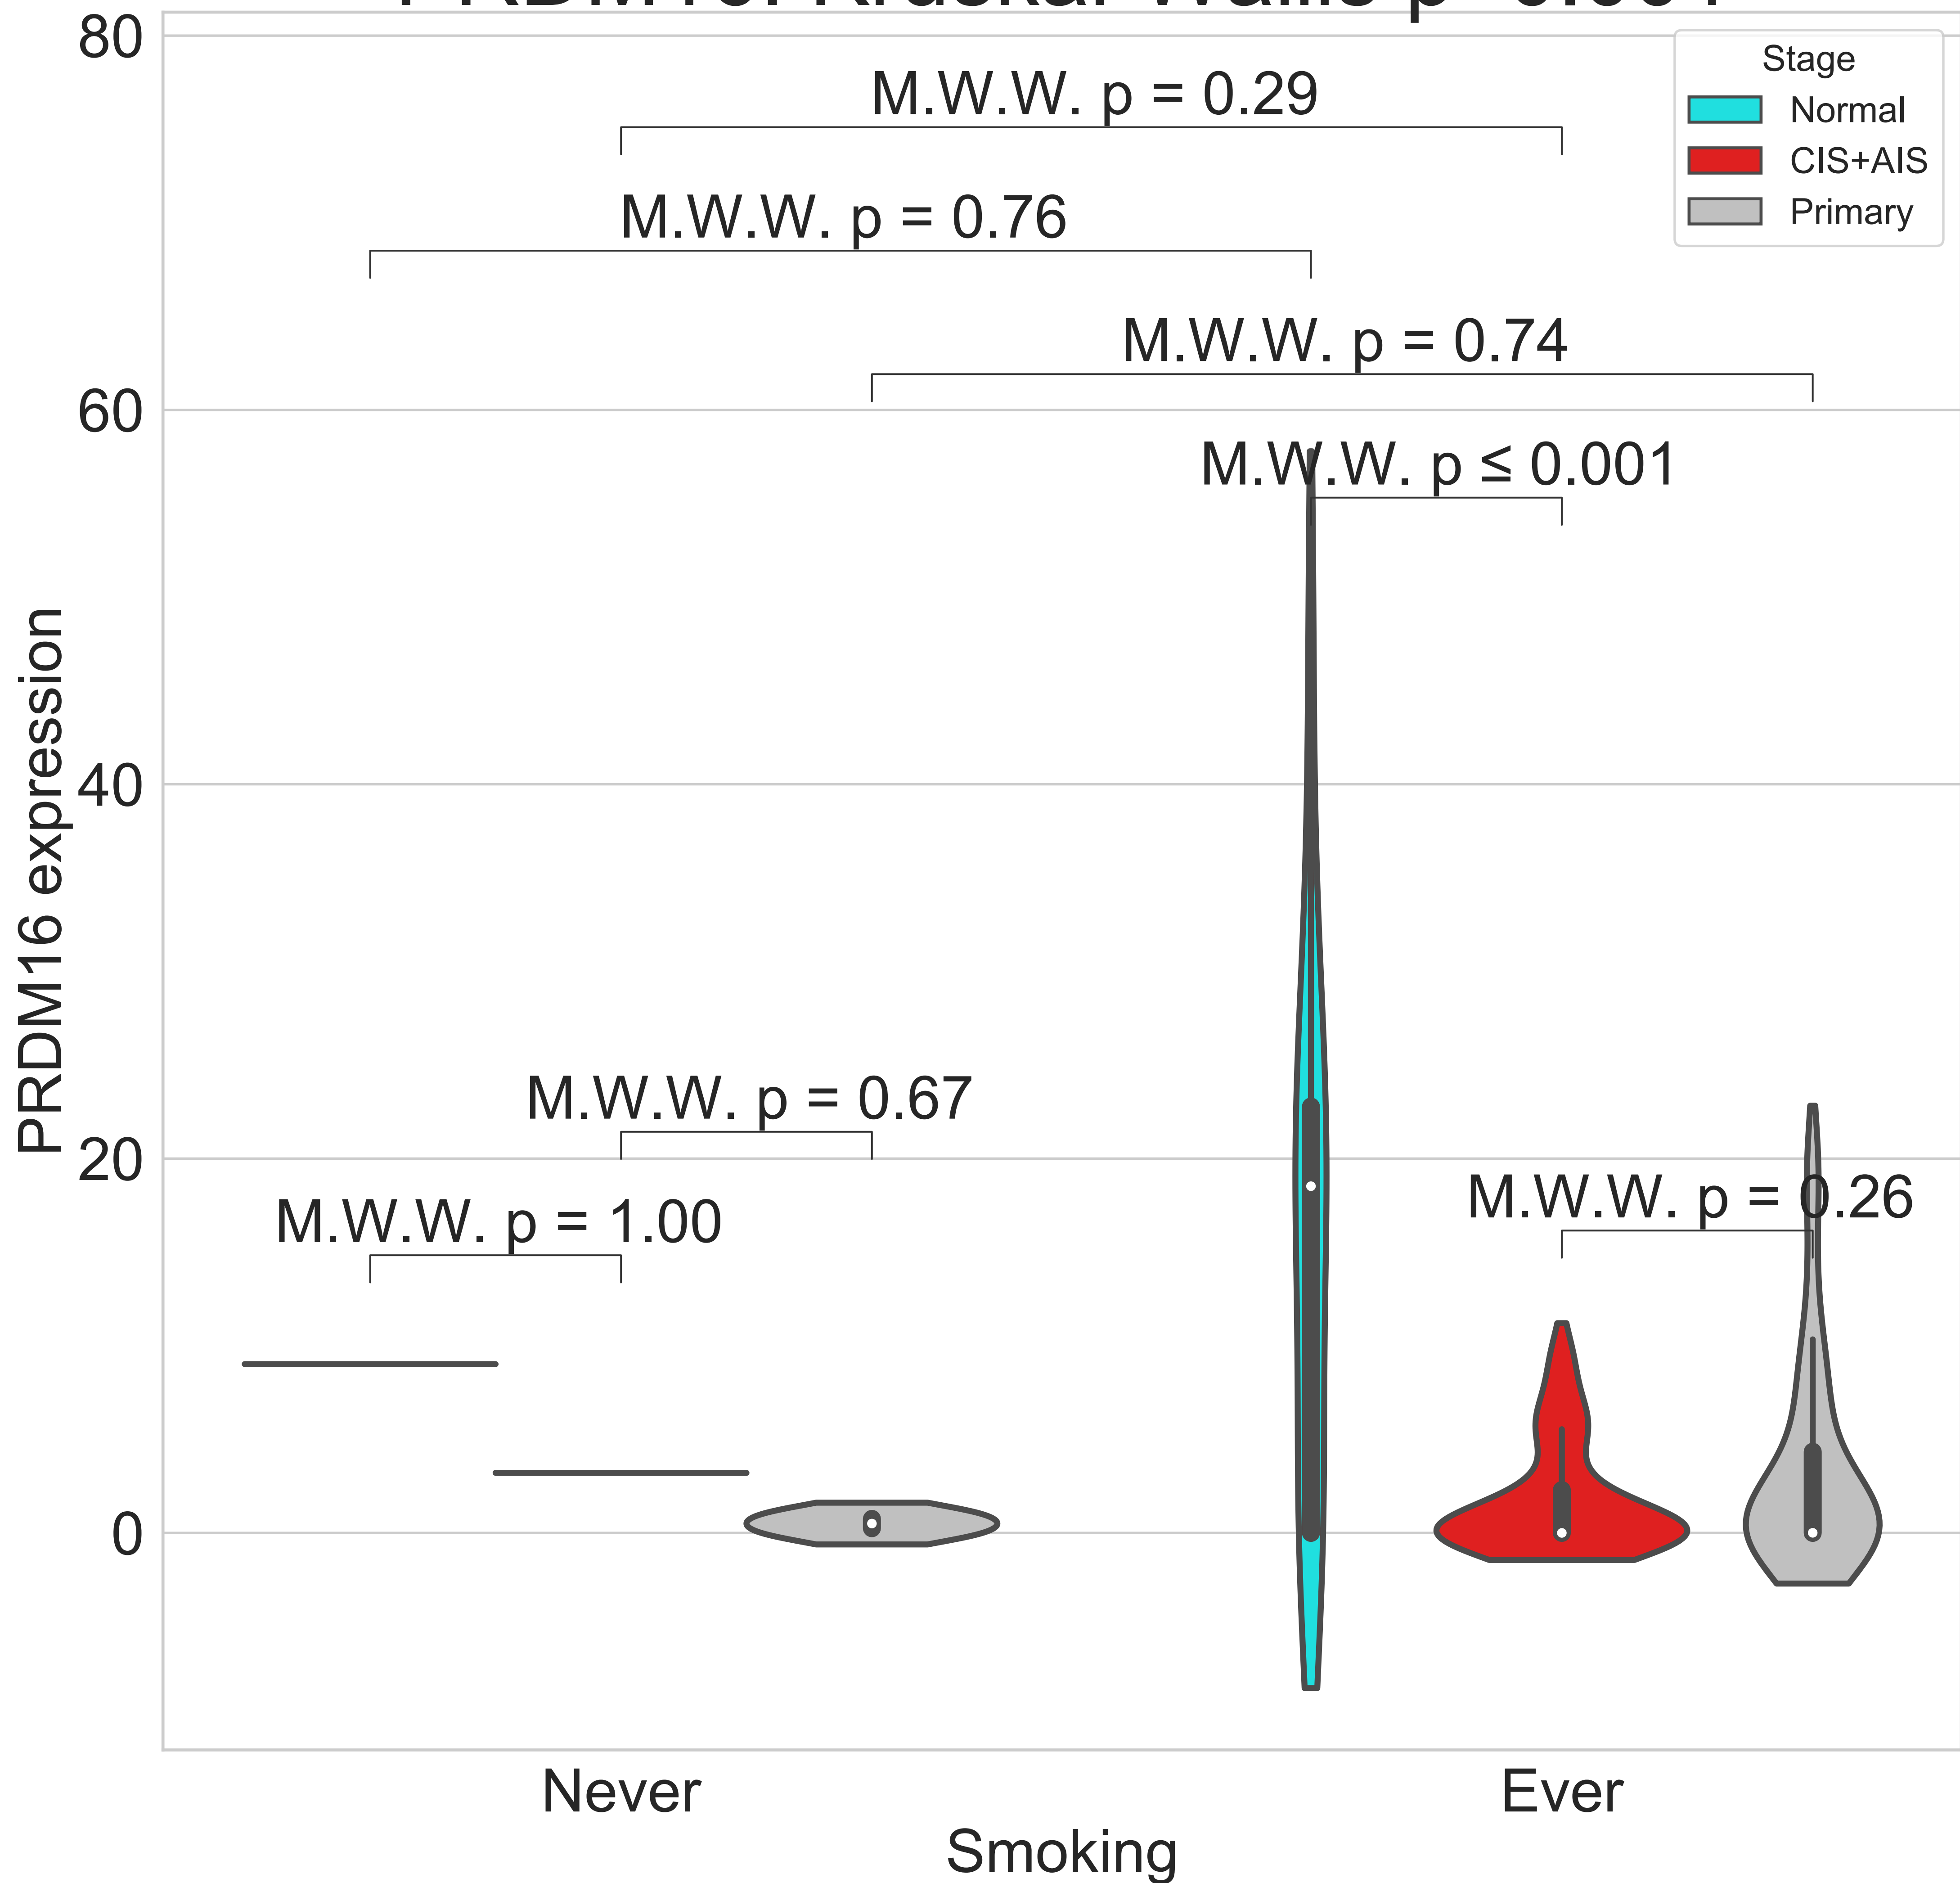 80
M.W.W. p = 0.29
Stage
Normal
CIS+AIS
Primary
M.W.W. p = 0.76
M.W.W. p = 0.74
60
M.W.W. p ≤ 0.001
40
PRDM16 expression
M.W.W. p = 0.67
20
M.W.W. p = 1.00
M.W.W. p = 0.26
0
Never
Ever
Smoking